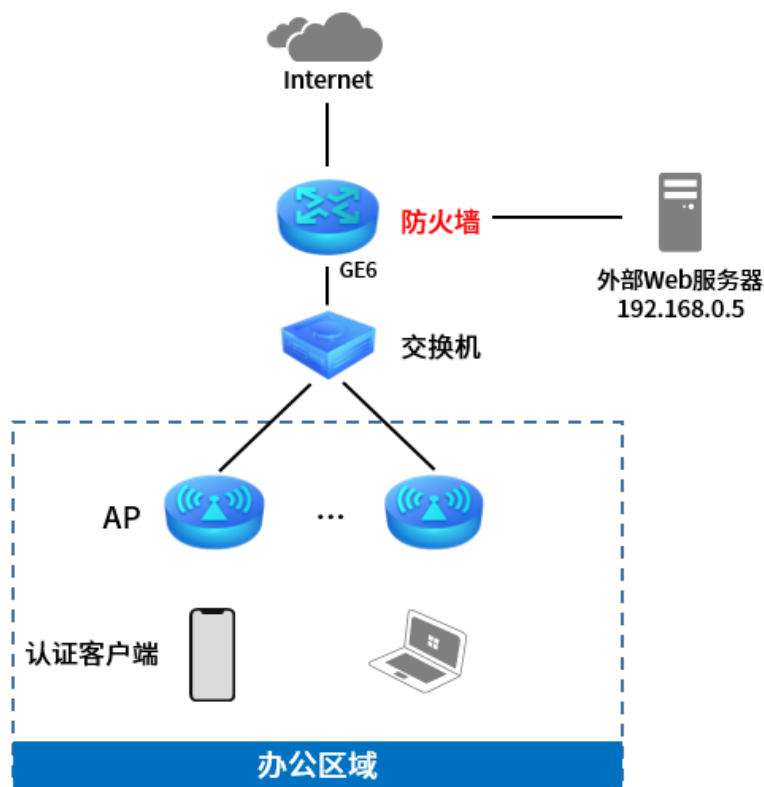 Internet
防火墙
GE6
外部Web服务器
192.168.0.5
交换机
AP
...
认证客户端
办公区域